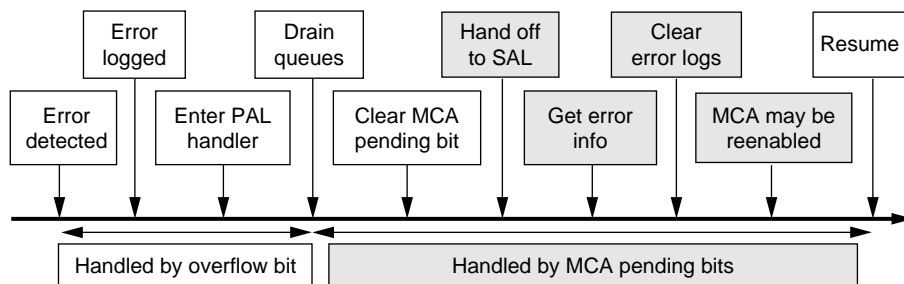 Error
logged
Drain
queues
Hand off
to SAL
Clear
error logs
Resume
Error
detected
Enter PAL
handler
Clear MCA
pending bit
Get error
info
MCA may be
reenabled
Handled by overflow bit
Handled by MCA pending bits